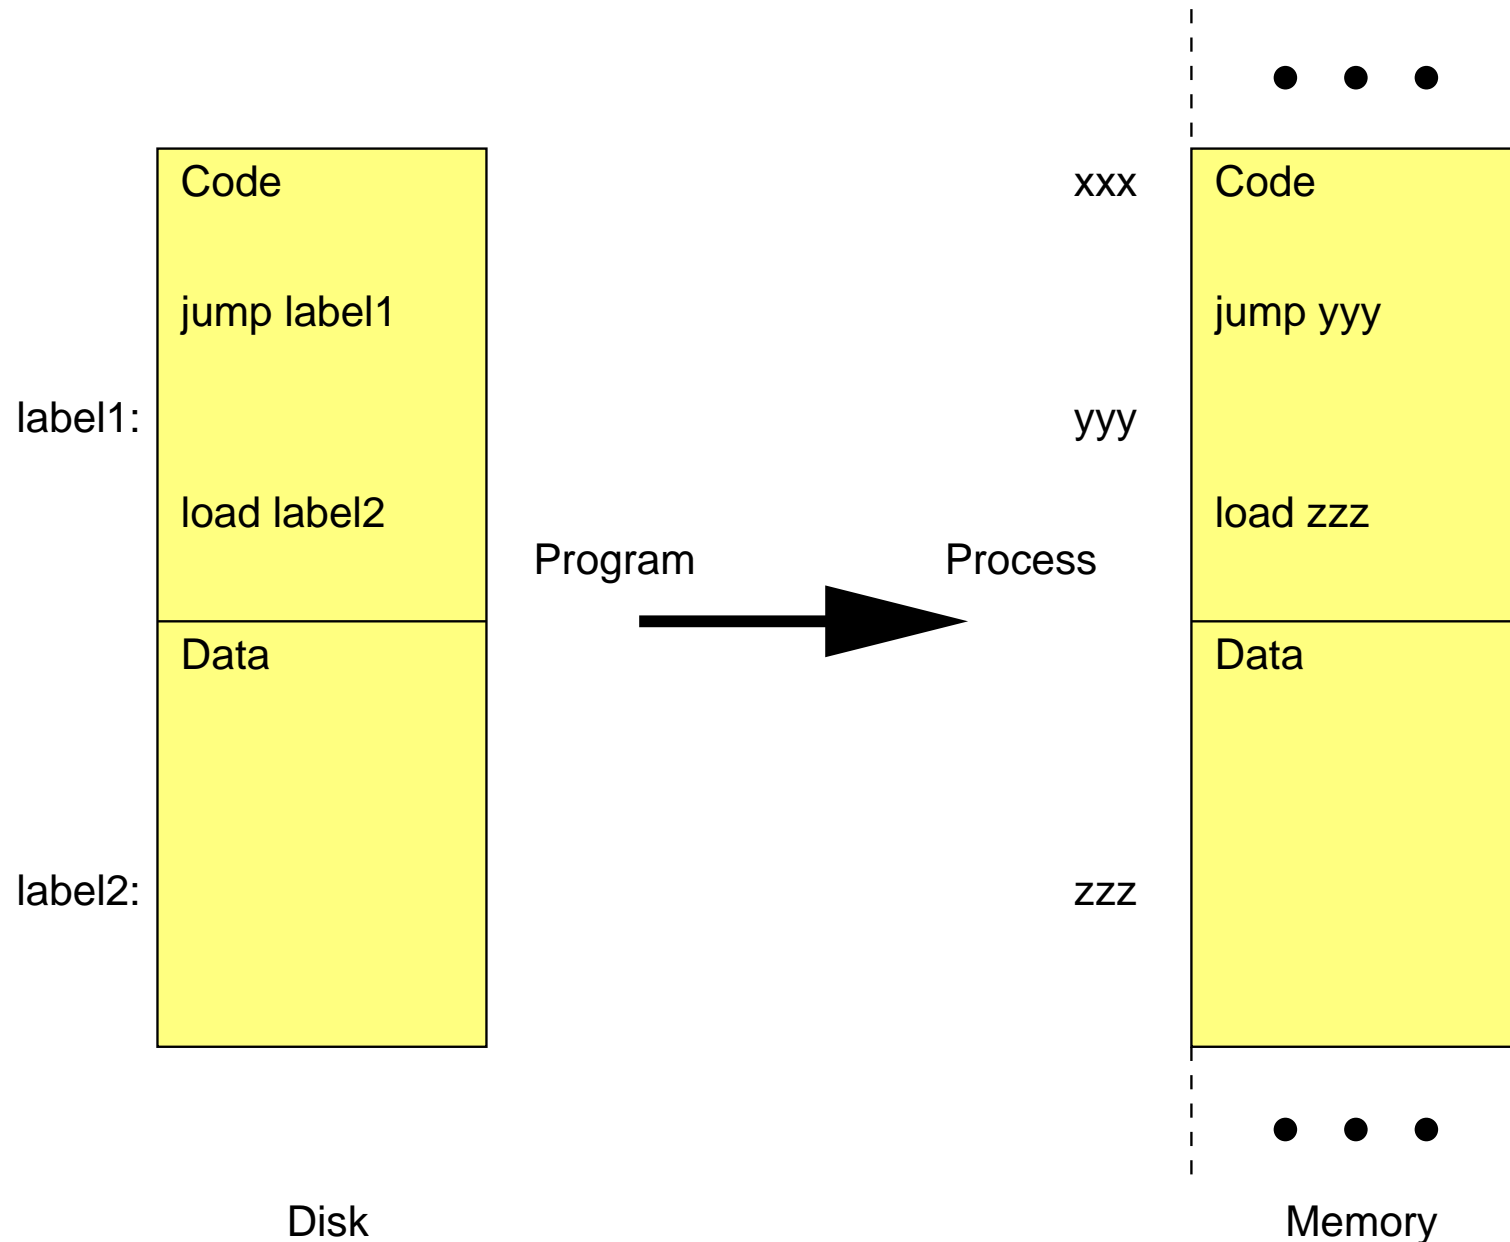 Code
jump label1
label1:
load label2
Data
label2:
Disk
Program
Process
xxx
Code
jump yyy
yyy
load zzz
Data
zzz
Memory